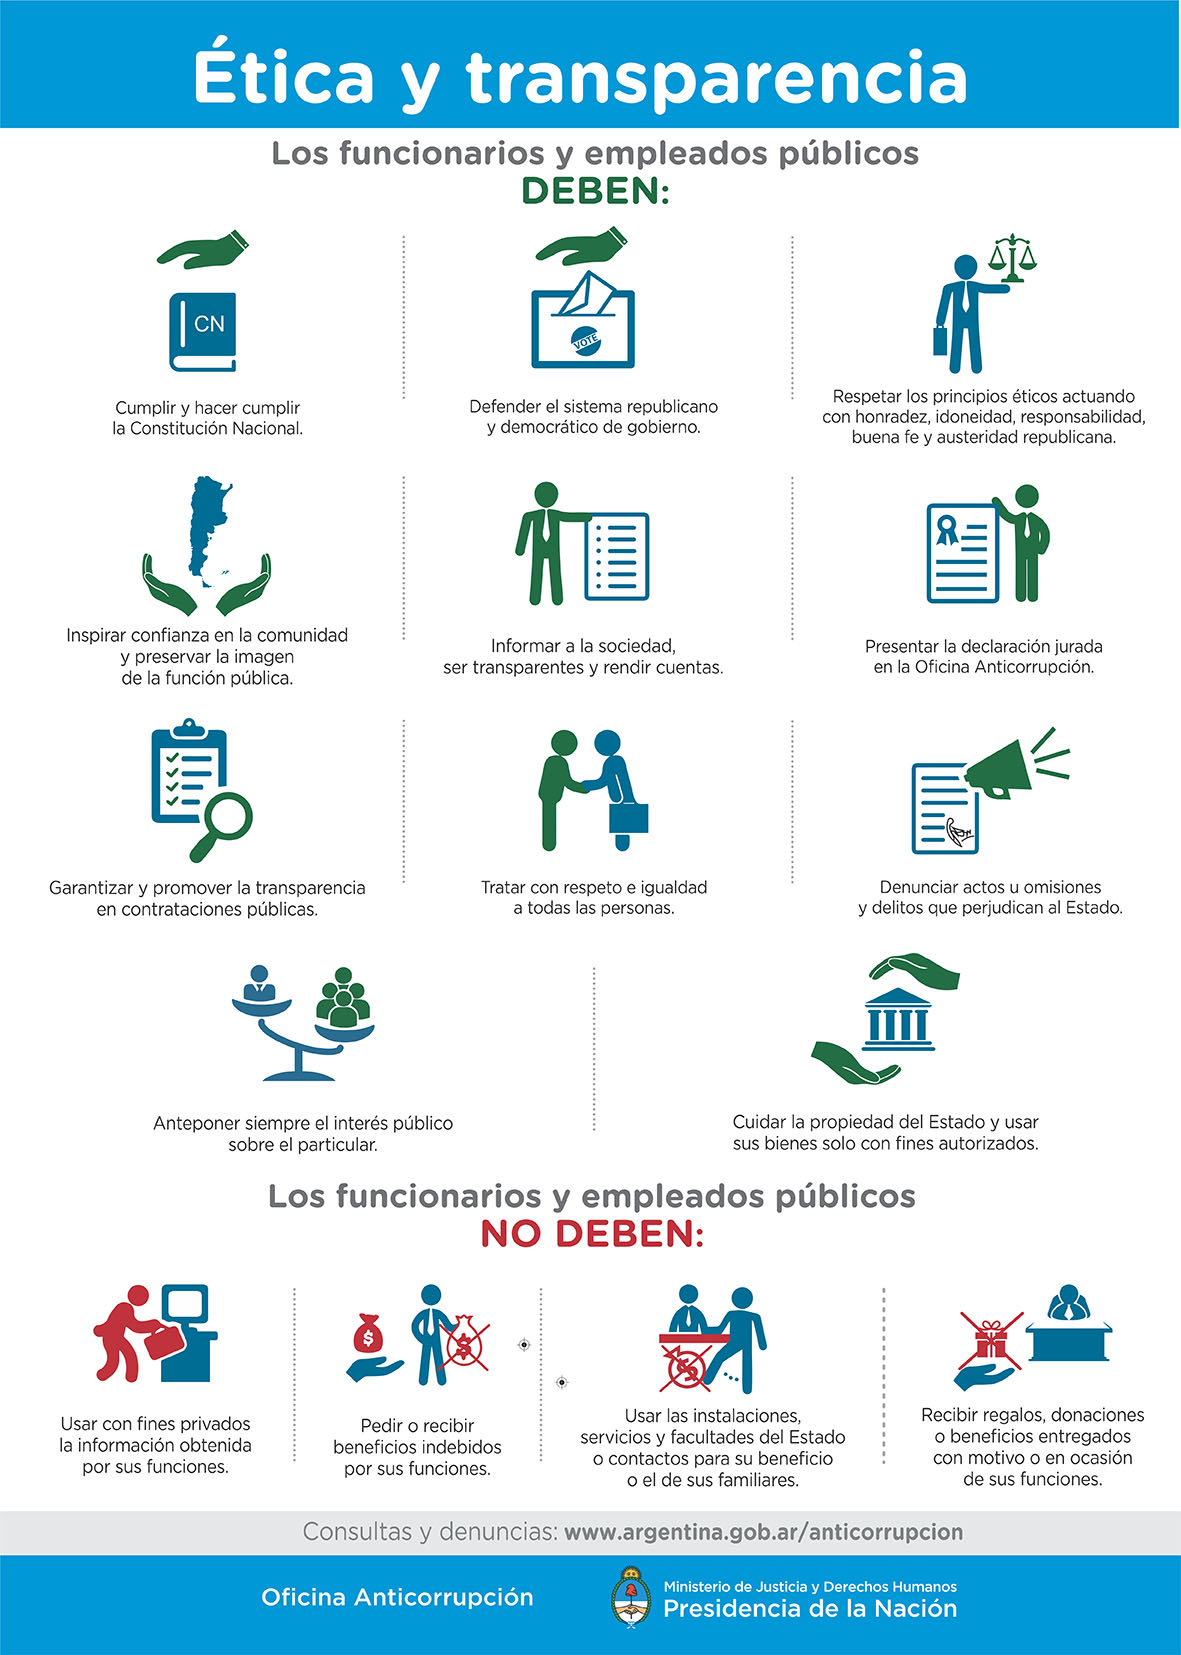 Ética y transparencia
Los funcionarios y empleados públicos
DEBEN:
CN
Cumplir y hacer cumplir
la Constitución Nacional.
VOTE
Defender el sistema republicano
y democrático de gobierno.
Respetar los principios éticos actuando
con honradez, idoneidad, responsabilidad,
buena fe y austeridad republicana.
Inspirar confianza en la comunidad
y preservar la imagen
de la función pública.
Informar a la sociedad,
ser transparentes y rendir cuentas.
Presentar la declaración jurada
en la Oficina Anticorrupción.
Garantizar y promover la transparencia
en contrataciones públicas.
Tratar con respeto e igualdad
a todas las personas.
Denunciar actos u omisiones
y delitos que perjudican al Estado.
Anteponer siempre el interés público
sobre el particular.
Cuidar la propiedad del Estado y usar
sus bienes solo con fines autorizados.
Los funcionarios y empleados públicos
NO DEBEN:
Usar con fines privados
la información obtenida
por sus funciones.
$
$
Pedir o recibir
beneficios indebidos
por sus funciones.
$
Usar las instalaciones,
servicios y facultades del Estado
o contactos para su beneficio
o el de sus familiares.
Recibir regalos, donaciones
o beneficios entregados
con motivo o en ocasión
de sus funciones.
Consultas y denuncias: www.argentina.gob.ar/anticorrupcion
Oficina Anticorrupción
Ministerio de Justicia y Derechos Humanos
Presidencia de la Nación